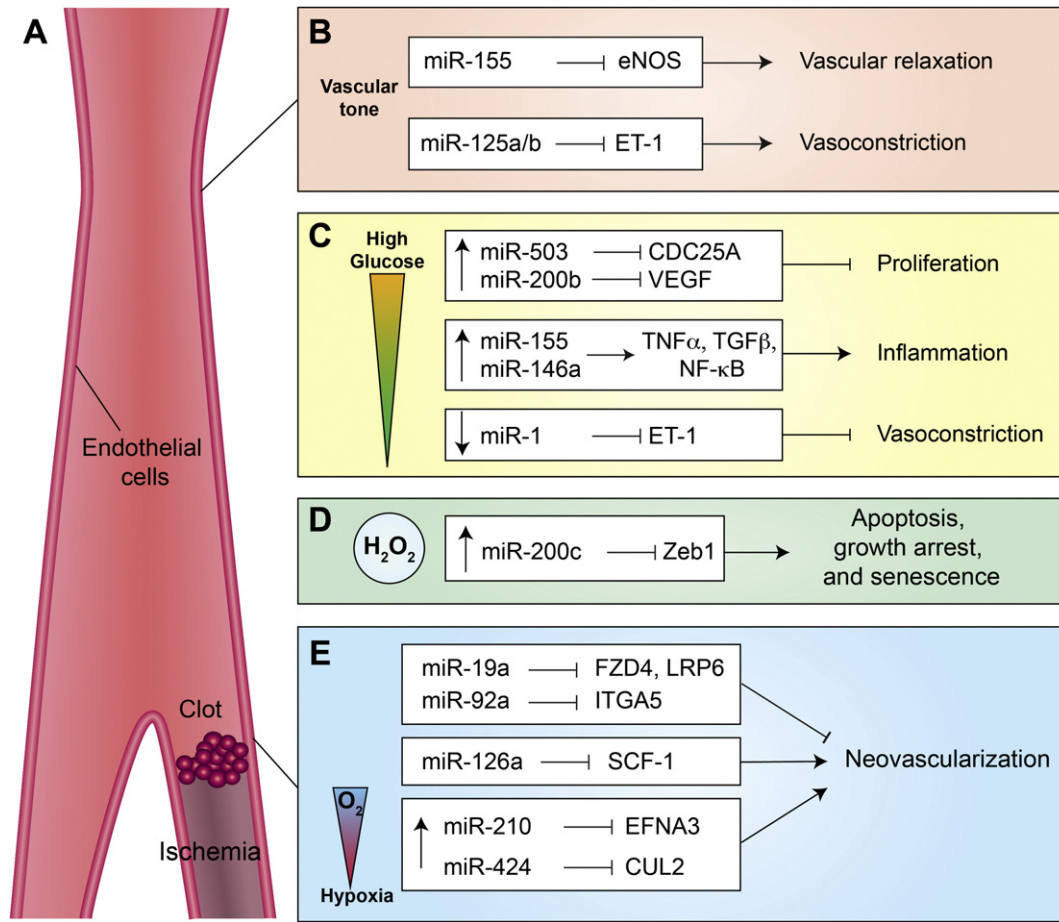 A
Endothelial
cells
Clot
Ischemia
B
Vascular
tone
miR-155 eNOS Vascular relaxation
miR-125a/b ET-1 Vasoconstriction
C
High
Glucose
miR-503 CDC25A
miR-200b VEGF
Proliferation
miR-155
miR-146a
TNFα, TGFβ,
NF-κB
Inflammation
miR-1 ET-1 Vasoconstriction
D
H₂O₂
miR-200c Zeb1
Apoptosis,
growth arrest,
and senescence
E
miR-19a FZD4, LRP6
miR-92a ITGA5
miR-126a SCF-1
Neovascularization
O₂
Hypoxia
miR-210 EFNA3
miR-424 CUL2